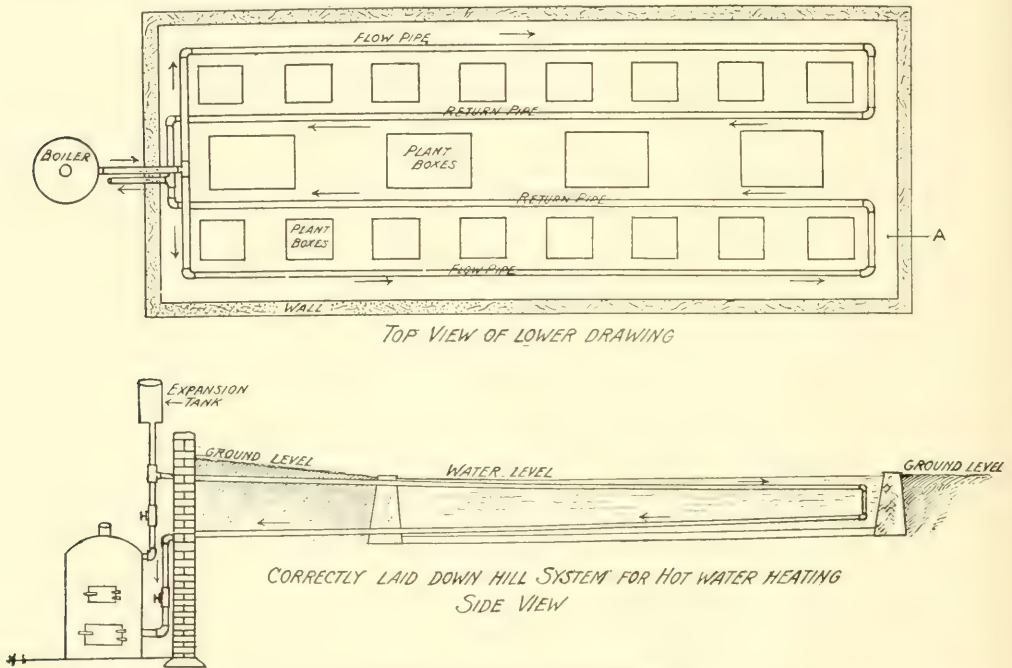 FLOW PIPE
RETURN PIPE
BOILER
PLANT
BOXES
RETURN PIPE
PLANT
BOXES
A
FLOW PIPE
WALL
TOP VIEW OF LOWER DRAWING
EXPANSION
TANK
GROUND LEVEL
WATER LEVEL
GROUND LEVEL
CORRECTLY LAID DOWN HILL SYSTEM FOR HOT WATER HEATING
SIDE VIEW